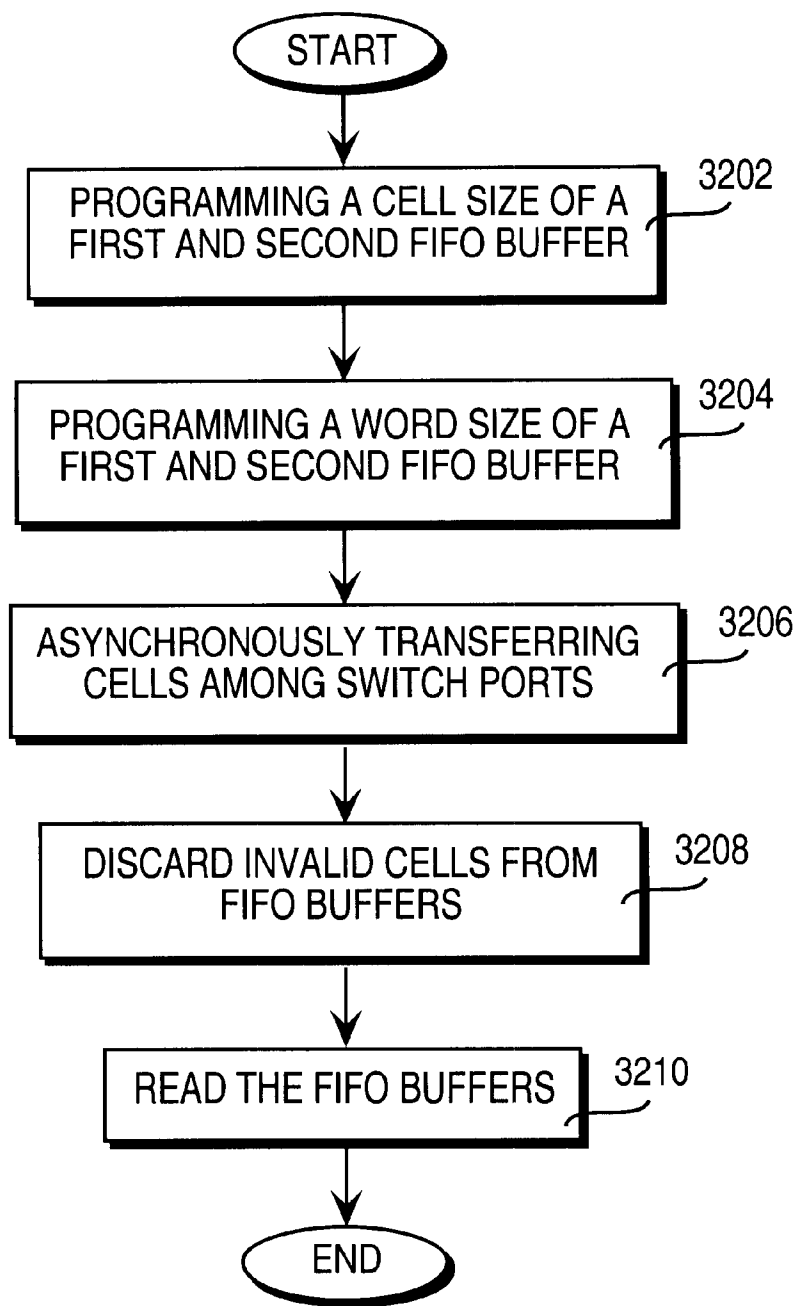 START
3202
PROGRAMMING A CELL SIZE OF A
FIRST AND SECOND FIFO BUFFER
3204
PROGRAMMING A WORD SIZE OF A
FIRST AND SECOND FIFO BUFFER
3206
ASYNCHRONOUSLY TRANSFERRING
CELLS AMONG SWITCH PORTS
3208
DISCARD INVALID CELLS FROM
FIFO BUFFERS
3210
READ THE FIFO BUFFERS
END